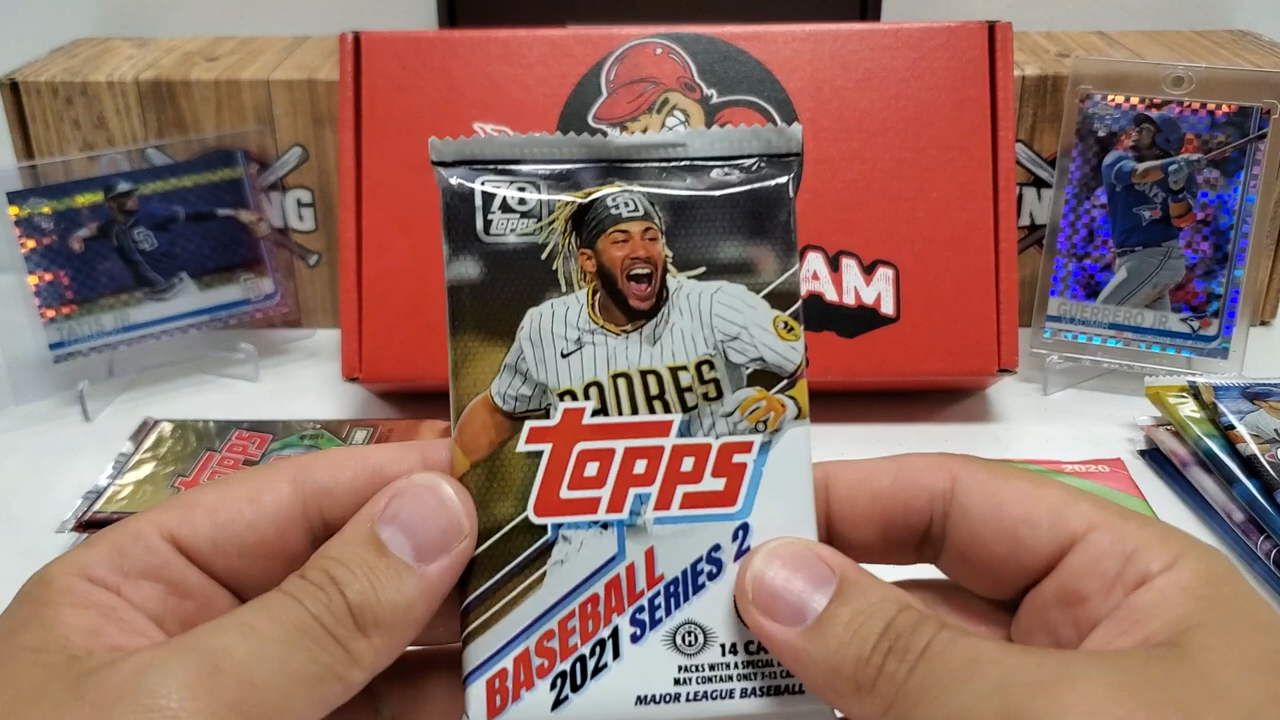 70
topps
PADRES
topps
BASEBALL
2021 SERIES 2
H
14 CA
PACKS WITH A SPECIAL
MAY CONTAIN ONLY 7-13 CA
MAJOR LEAGUE BASEBALL
AM
NG
N
GUERRERO JR.
VLADIMIR
TOPPS
2020